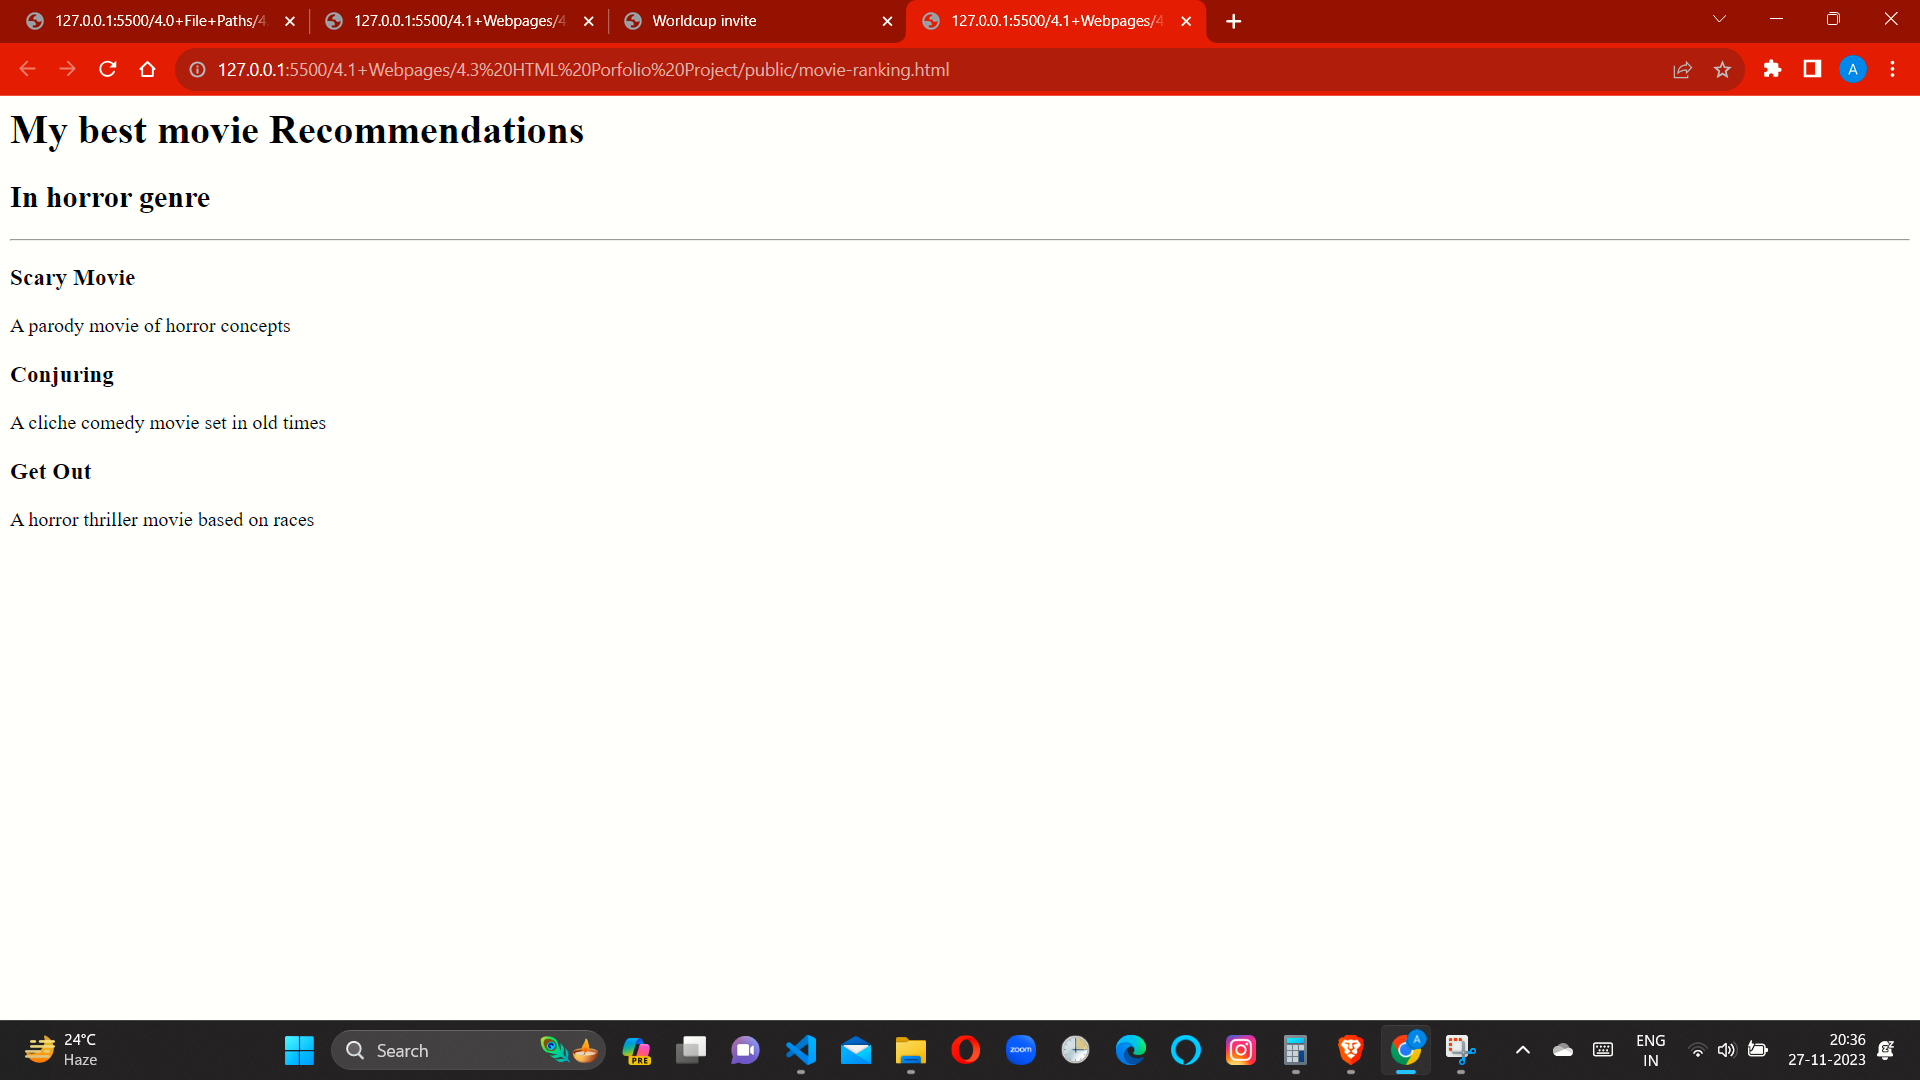 127.0.0.1:5500/4.0+File+Paths/4.
127.0.0.1:5500/4.1+Webpages/4
Worldcup invite
127.0.0.1:5500/4.1+Webpages/4
127.0.0.1:5500/4.1+Webpages/4.3%20HTML%20Porfolio%20Project/public/movie-ranking.html
A
My best movie Recommendations
In horror genre
Scary Movie
A parody movie of horror concepts
Conjuring
A cliche comedy movie set in old times
Get Out
A horror thriller movie based on races
24°C
Haze
Search
PRE
zoom
A
ENG
IN
20:36
27-11-2023